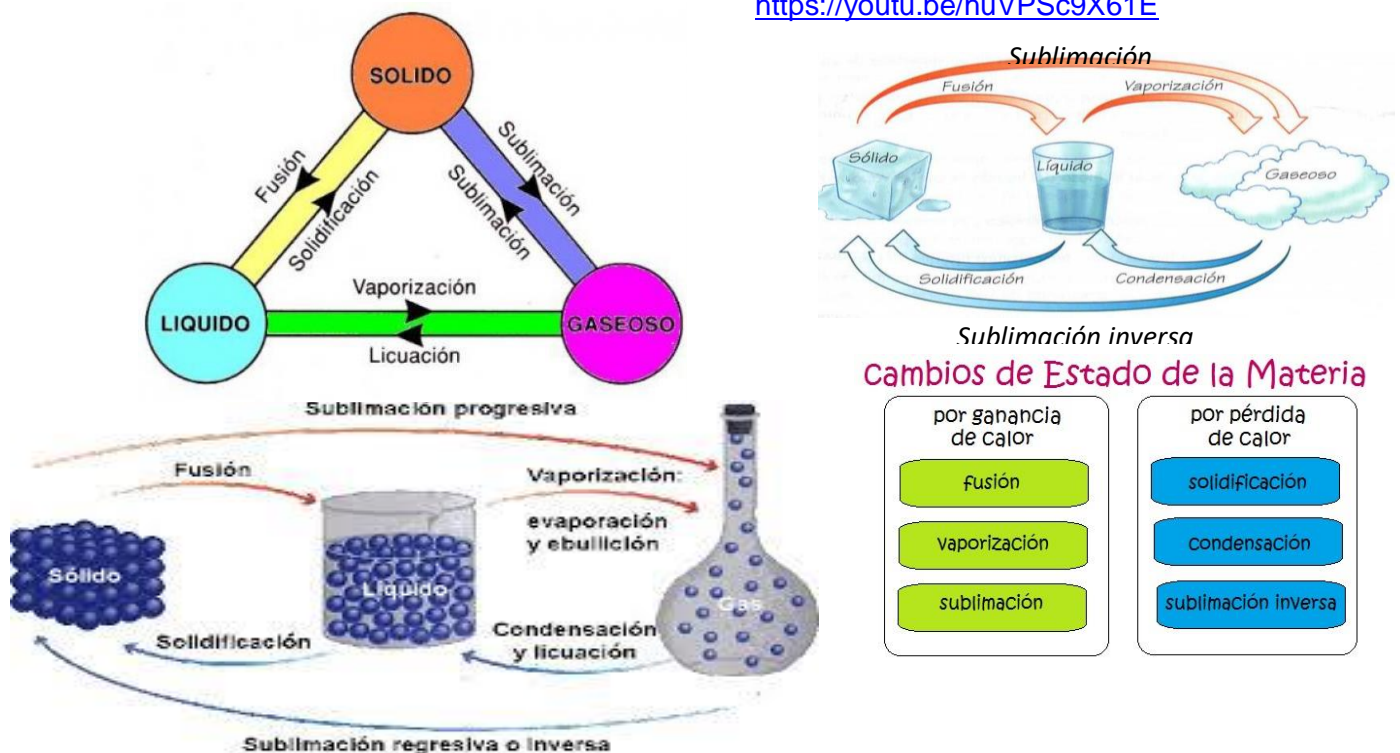 https://youtu.be/nuVPSc9X61E
SOLIDO
Fusión
Solidificación
Sublimación
Sublimación
LIQUIDO
Vaporización
Licuación
GASEOSO
Sublimación
Fusión
Vaporización
Sólido
Líquido
Gaseoso
Solidificación
Condensación
Sublimación inversa
cambios de Estado de la Materia
por ganancia
de calor
fusión
vaporización
sublimación
por pérdida
de calor
solidificación
condensación
sublimación inversa
Sublimación progresiva
Fusión
Vaporización:
evaporación
y ebullición
Sólido
Líquido
Gas
Solidificación
Condensación
y licuación
Sublimación regresiva o inversa